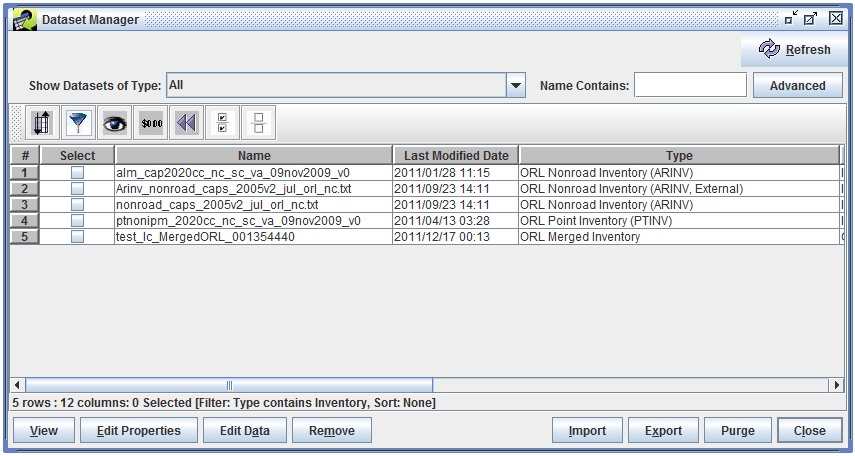 Dataset Manager
Refresh
Show Datasets of Type: All Name Contains: Advanced
$0.00
# Select Name Last Modified Date Type
1 alm_cap2020cc_nc_sc_va_09nov2009_v0 2011/01/28 11:15 ORL Nonroad Inventory (ARINV)
2 Arinv_nonroad_caps_2005v2_jul_orl_nc.txt 2011/09/23 14:11 ORL Nonroad Inventory (ARINV, External)
3 nonroad_caps_2005v2_jul_orl_nc.txt 2011/09/23 14:11 ORL Nonroad Inventory (ARINV)
4 ptnonipm_2020cc_nc_sc_va_09nov2009_v0 2011/04/13 03:28 ORL Point Inventory (PTINV)
5 test_lc_MergedORL_001354440 2011/12/17 00:13 ORL Merged Inventory
5 rows : 12 columns: 0 Selected [Filter: Type contains Inventory, Sort: None]
View Edit Properties Edit Data Remove Import Export Purge Close